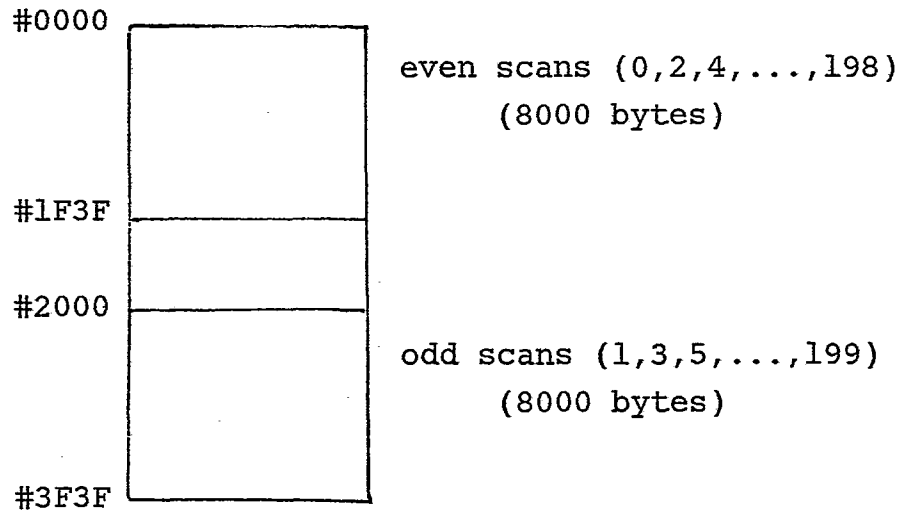 #0000
even scans (0,2,4,...,198)
(8000 bytes)
#1F3F
#2000
odd scans (1,3,5,...,199)
(8000 bytes)
#3F3F